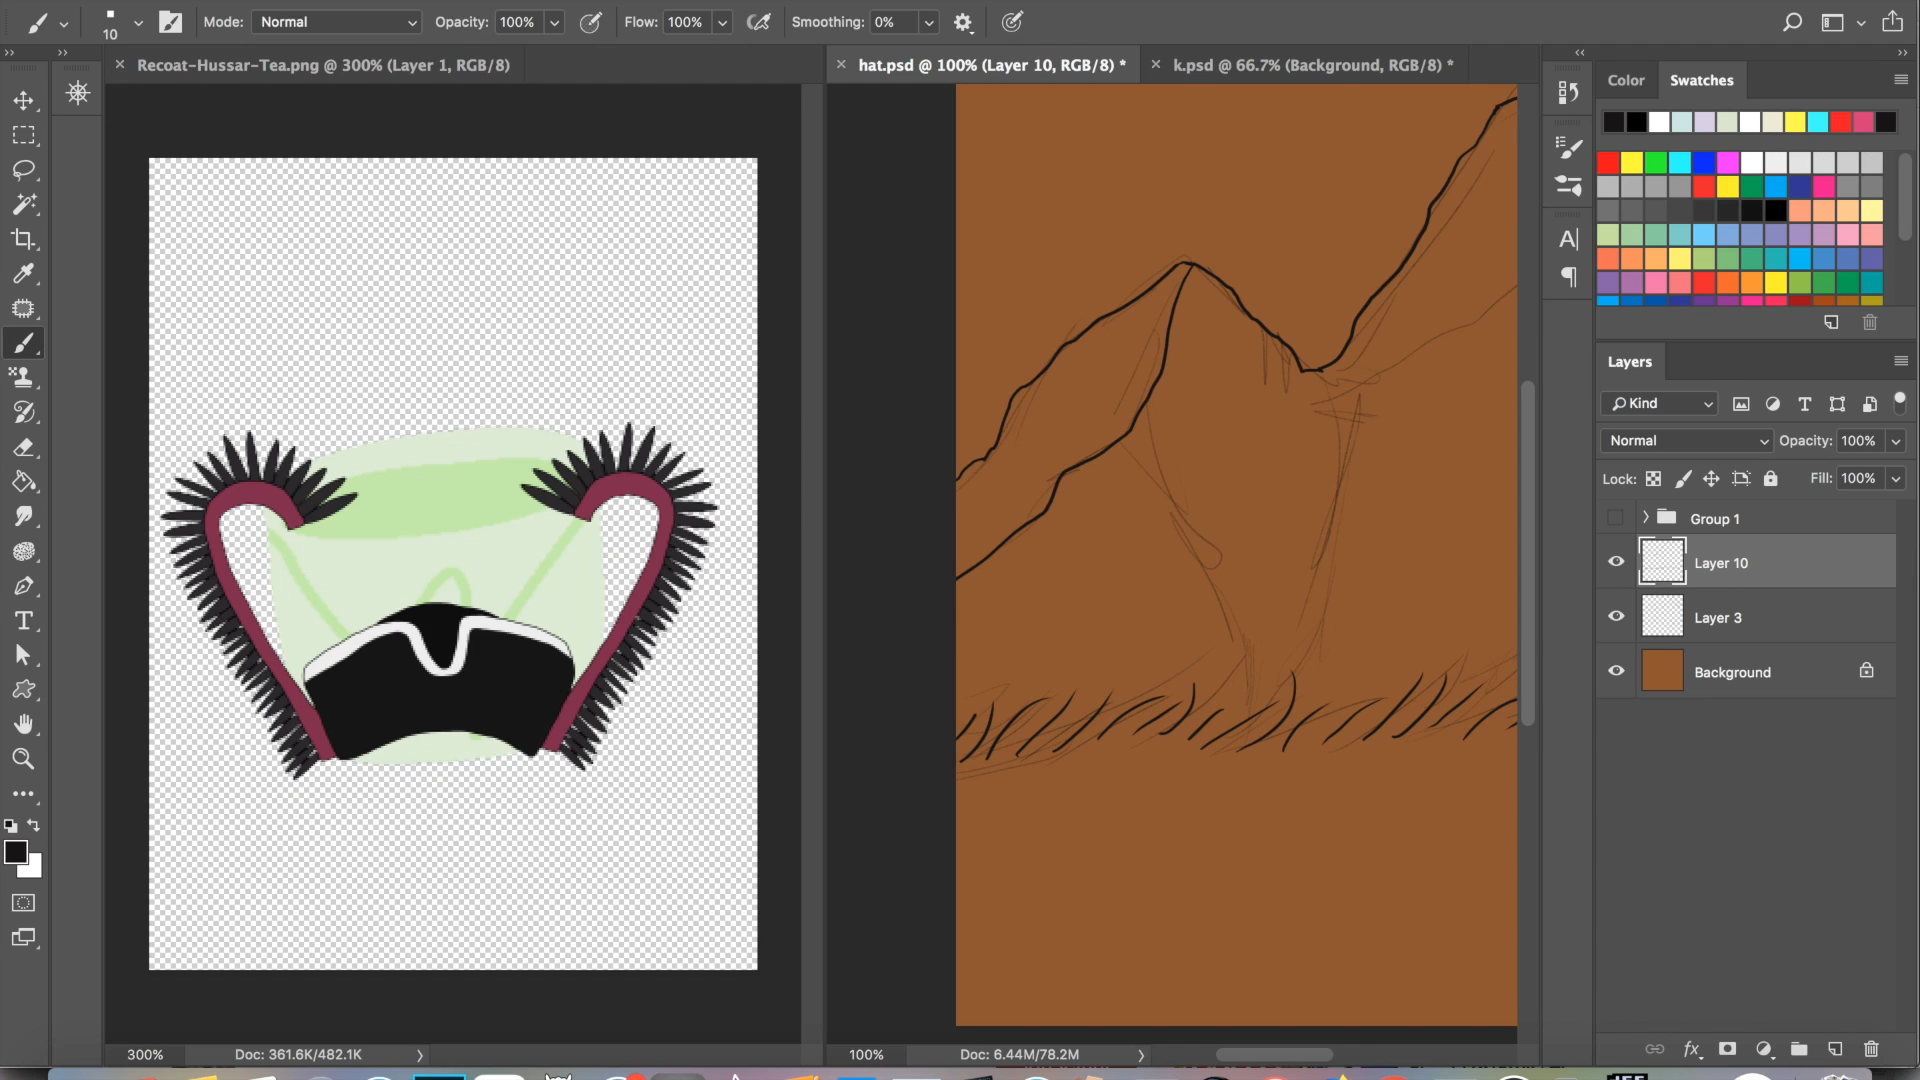 10
Mode: Normal
Opacity: 100%
Flow: 100%
Smoothing: 0%
Recoat-Hussar-Tea.png @ 300% (Layer 1, RGB/8)
hat.psd @ 100% (Layer 10, RGB/8) *
k.psd @ 66.7% (Background, RGB/8) *
Color
Swatches
Layers
Kind
Normal
Opacity: 100%
Lock:
Fill: 100%
Group 1
Layer 10
Layer 3
Background
300%
Doc: 361.6K/482.1K
100%
Doc: 6.44M/78.2M
fx